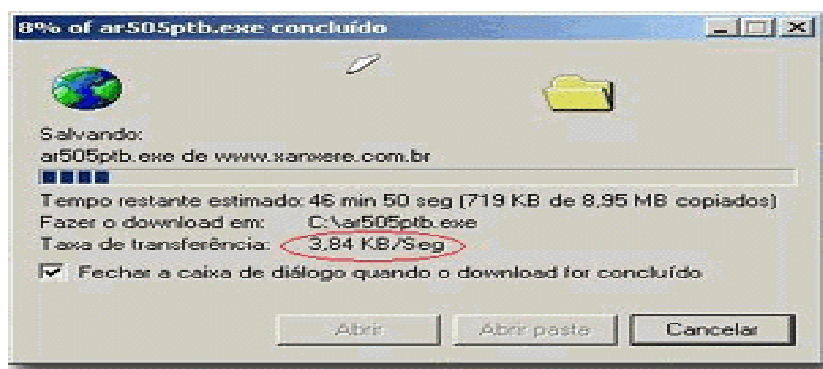 8% of ar505ptb.exe concluído
Salvando:
ar505ptb.exe de www.xanxere.com.br
Tempo restante estimado: 46 min 50 seg (719 KB de 8,95 MB copiados)
Fazer o download em: C:\ar505ptb.exe
Taxa de transferência: 3,84 KB/Seg
Fechar a caixa de diálogo quando o download for concluído
Abrir Abrir pasta Cancelar